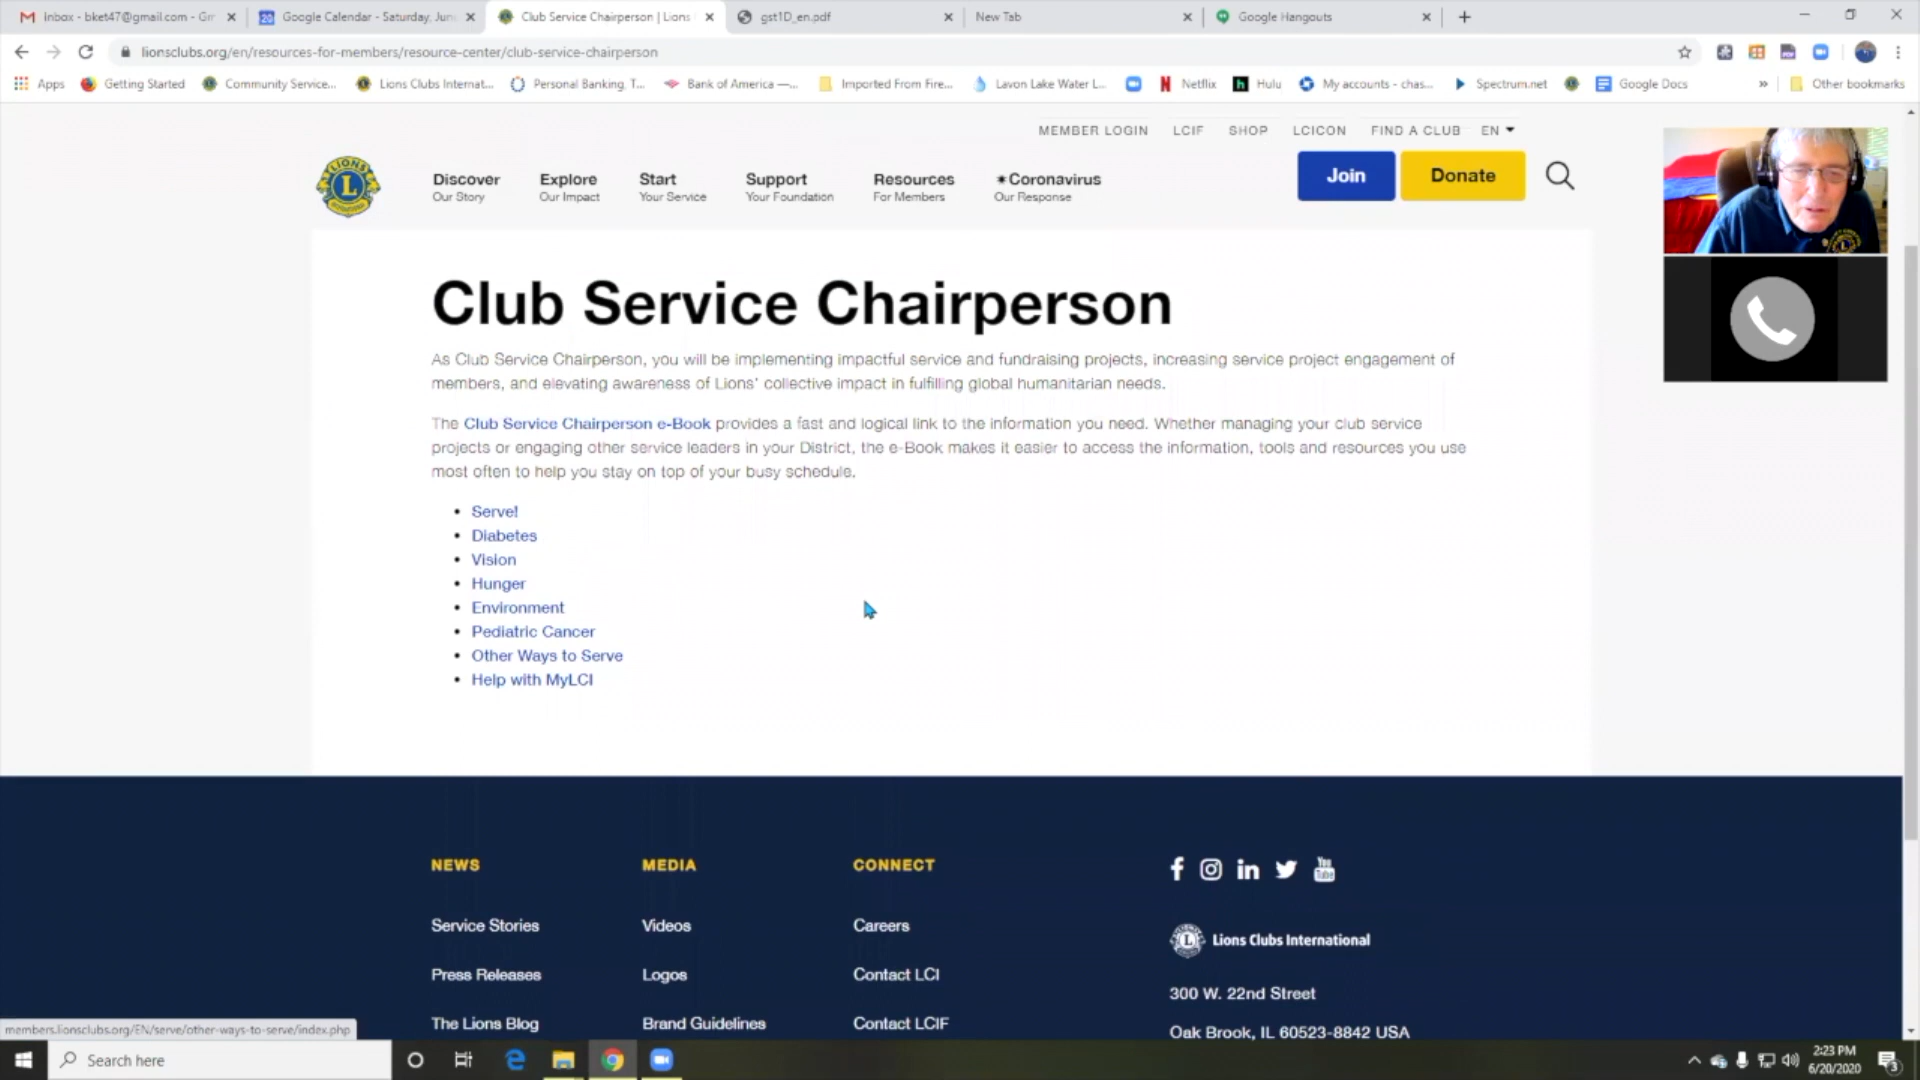 Inbox - bket47@gmail.com - Gm
Google Calendar - Saturday, Jun
Club Service Chairperson | Lions
gst1D_en.pdf
New Tab
Google Hangouts
lionsclubs.org/en/resources-for-members/resource-center/club-service-chairperson
Apps
Getting Started
Community Service...
Lions Clubs Internat...
Personal Banking, T...
Bank of America —...
Imported From Fire...
Lavon Lake Water L...
Netflix
Hulu
My accounts - chas...
Spectrum.net
Google Docs
»
Other bookmarks
MEMBER LOGIN
LCIF
SHOP
LCICON
FIND A CLUB
EN
LIONS
L
Discover
Our Story
Explore
Our Impact
Start
Your Service
Support
Your Foundation
Resources
For Members
✶Coronavirus
Our Response
Join
Donate
Club Service Chairperson
As Club Service Chairperson, you will be implementing impactful service and fundraising projects, increasing service project engagement of
members, and elevating awareness of Lions' collective impact in fulfilling global humanitarian needs.
The Club Service Chairperson e-Book provides a fast and logical link to the information you need. Whether managing your club service
projects or engaging other service leaders in your District, the e-Book makes it easier to access the information, tools and resources you use
most often to help you stay on top of your busy schedule.
• Serve!
• Diabetes
• Vision
• Hunger
• Environment
• Pediatric Cancer
• Other Ways to Serve
• Help with MyLCI
NEWS
Service Stories
Press Releases
The Lions Blog
MEDIA
Videos
Logos
Brand Guidelines
CONNECT
Careers
Contact LCI
Contact LCIF
You
Tube
Lions Clubs International
300 W. 22nd Street
Oak Brook, IL 60523-8842 USA
members.lionsclubs.org/EN/serve/other-ways-to-serve/index.php
Search here
2:23 PM
6/20/2020
3